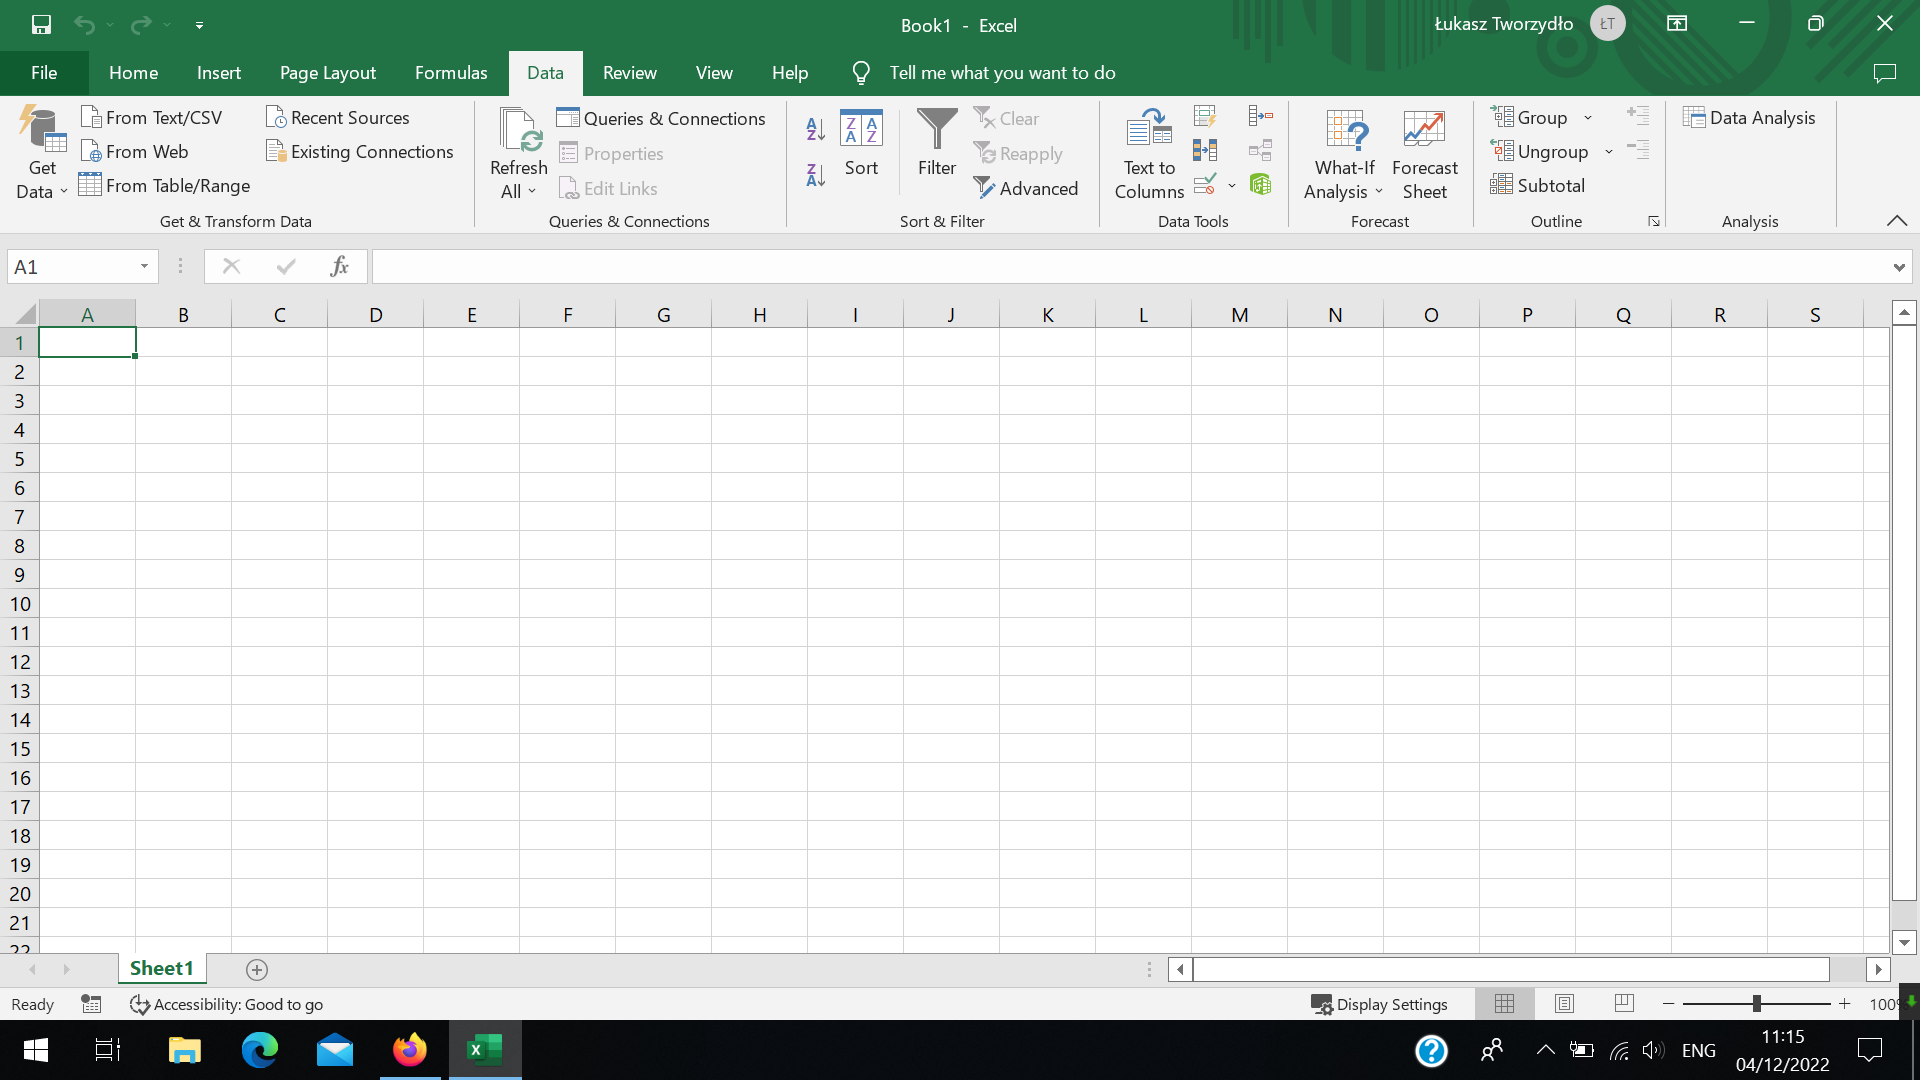 Book1 - Excel
Łukasz Tworzydło
ŁT
File
Home
Insert
Page Layout
Formulas
Data
Review
View
Help
Tell me what you want to do
Get
Data
From Text/CSV
From Web
From Table/Range
Recent Sources
Existing Connections
Get & Transform Data
Refresh
All
Queries & Connections
Properties
Edit Links
Queries & Connections
Sort
Filter
Clear
Reapply
Advanced
Sort & Filter
Text to
Columns
Data Tools
What-If
Analysis
Forecast
Sheet
Forecast
Group
Ungroup
Subtotal
Outline
Data Analysis
Analysis
A1
fx
A B C D E F G H I J K L M N O P Q R S
1
2
3
4
5
6
7
8
9
10
11
12
13
14
15
16
17
18
19
20
21
22
Sheet1
Ready
Accessibility: Good to go
Display Settings
100%
ENG
11:15
04/12/2022